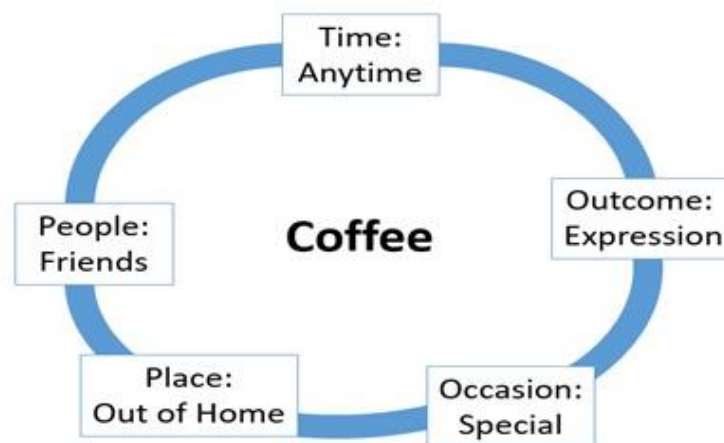 Time:
Anytime
Outcome:
Expression
People:
Friends
Coffee
Place:
Out of Home
Occasion:
Special